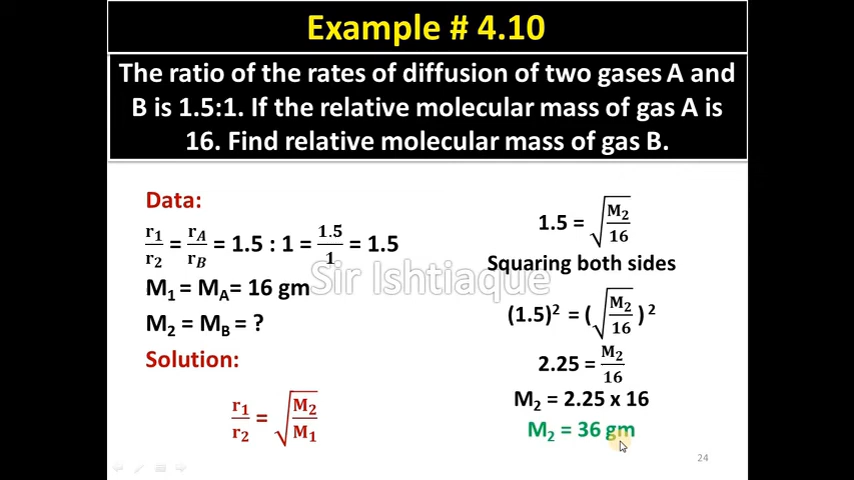 Example # 4.10
The ratio of the rates of diffusion of two gases A and
B is 1.5:1. If the relative molecular mass of gas A is
16. Find relative molecular mass of gas B.
Data:
r₁/r₂ = r_A/r_B = 1.5 : 1 = 1.5/1 = 1.5
M₁ = M_A= 16 gm
M₂ = M_B = ?
Solution:
r₁/r₂ = √(M₂/M₁)
1.5 = √(M₂/16)
Squaring both sides
(1.5)² = (√(M₂/16))²
2.25 = M₂/16
M₂ = 2.25 x 16
M₂ = 36 gm
Sir Ishtiaque
24